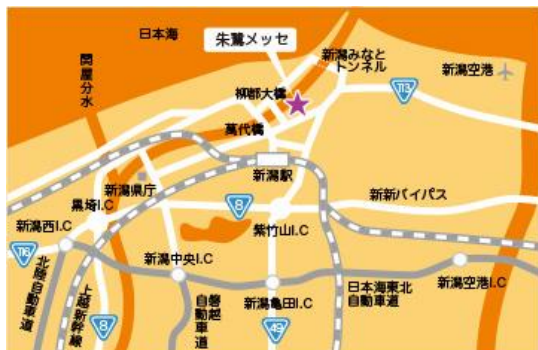 日本海
朱鷺メッセ
関屋分水
新潟みなと
トンネル
新潟空港
113
柳都大橋
萬代橋
新潟駅
新潟県庁
黒埼I.C
8
新新バイパス
新潟西I.C
紫竹山I.C
116
新潟中央I.C
新潟空港I.C
北陸自動車道
上越新幹線
8
磐越
自動車道
新潟亀田I.C
49
日本海東北
自動車道